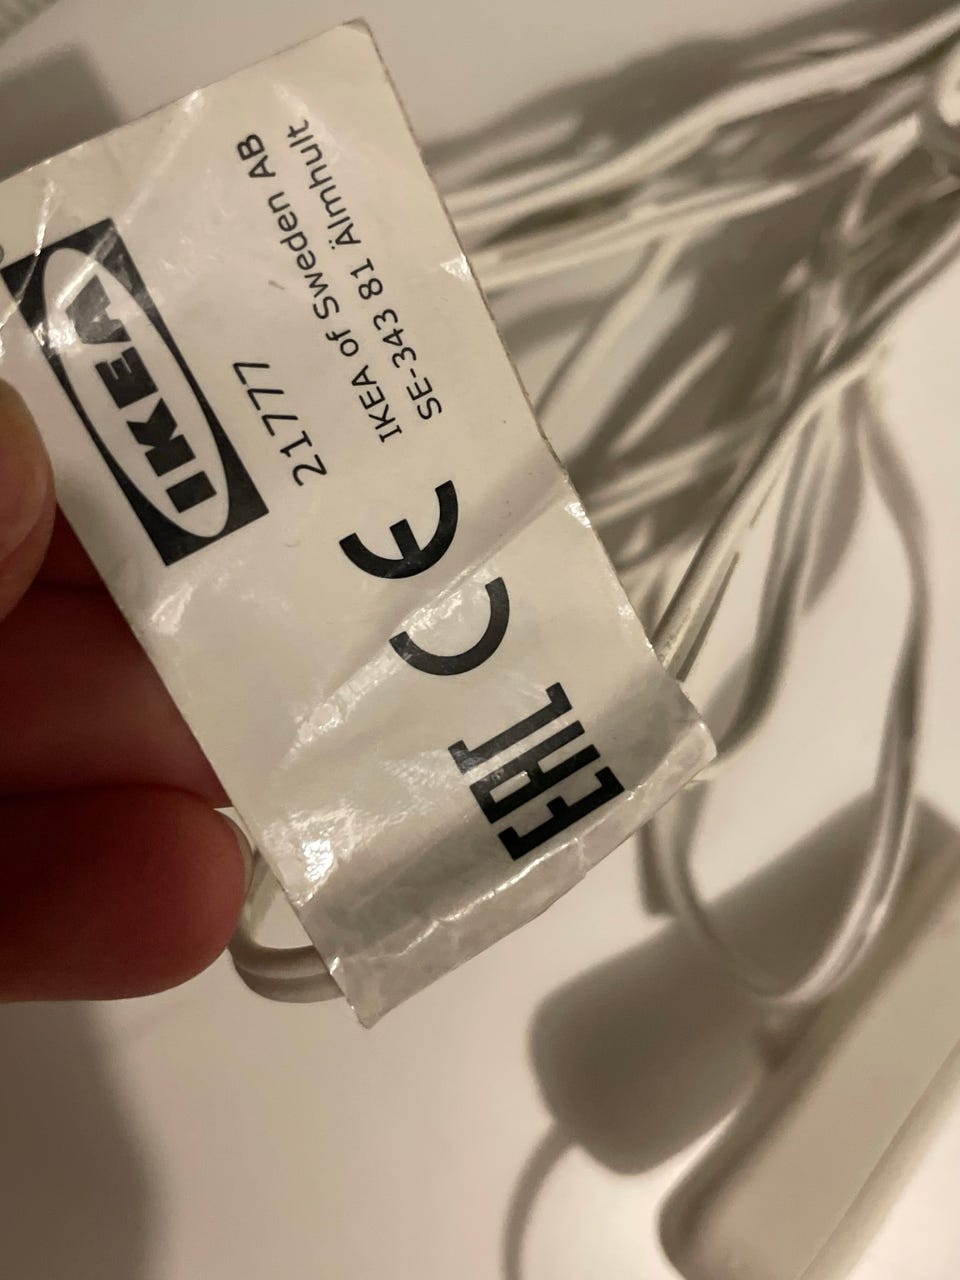 IKEA
21777
IKEA of Sweden AB
SE-343 81 Älmhult
CE
EAC